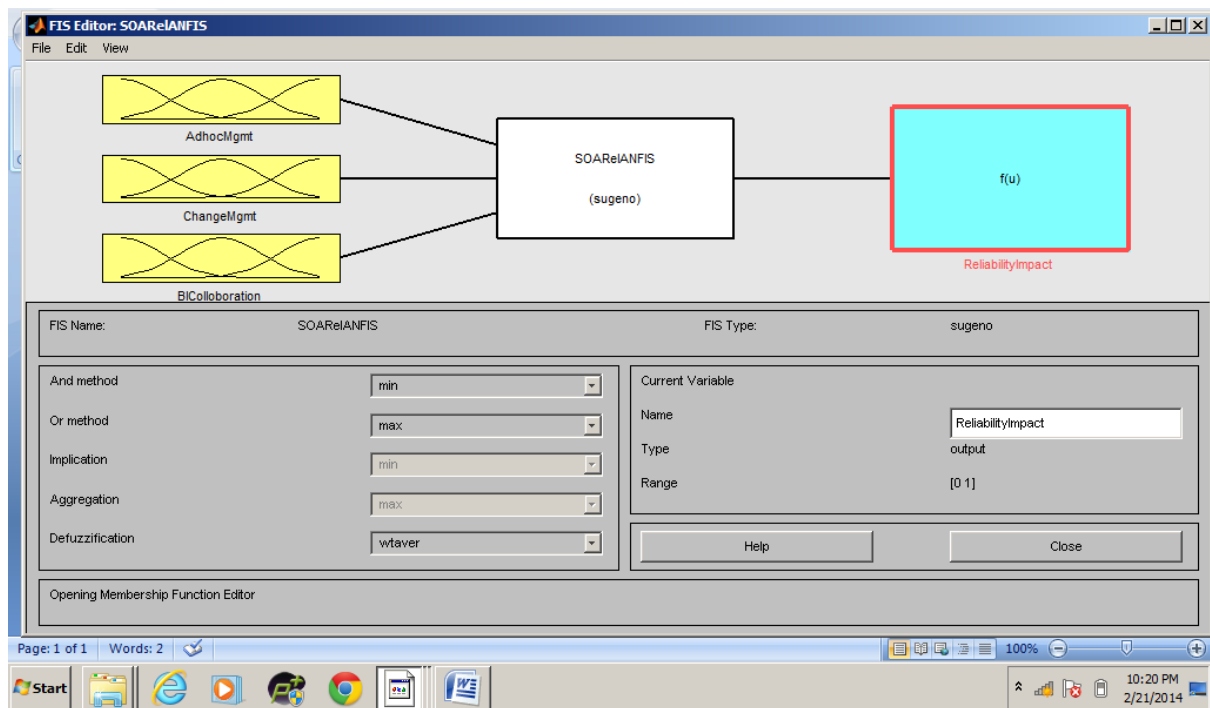 FIS Editor: SOARelANFIS
File Edit View
AdhocMgmt
ChangeMgmt
BIColloboration
SOARelANFIS
(sugeno)
f(u)
ReliabilityImpact
FIS Name: SOARelANFIS FIS Type: sugeno
And method min
Or method max
Implication min
Aggregation max
Defuzzification wtaver
Current Variable
Name ReliabilityImpact
Type output
Range [0 1]
Help Close
Opening Membership Function Editor
Page: 1 of 1 Words: 2 100%
Start 10:20 PM
2/21/2014